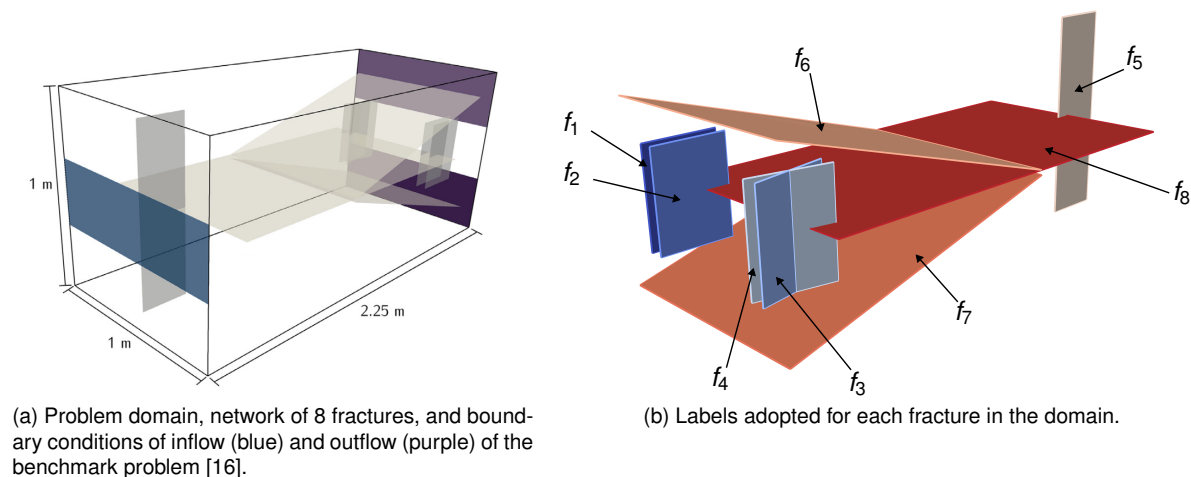 1 m
1 m
2.25 m
(a) Problem domain, network of 8 fractures, and bound-
ary conditions of inflow (blue) and outflow (purple) of the
benchmark problem [16].
f1
f2
f6
f5
f8
f7
f4
f3
(b) Labels adopted for each fracture in the domain.